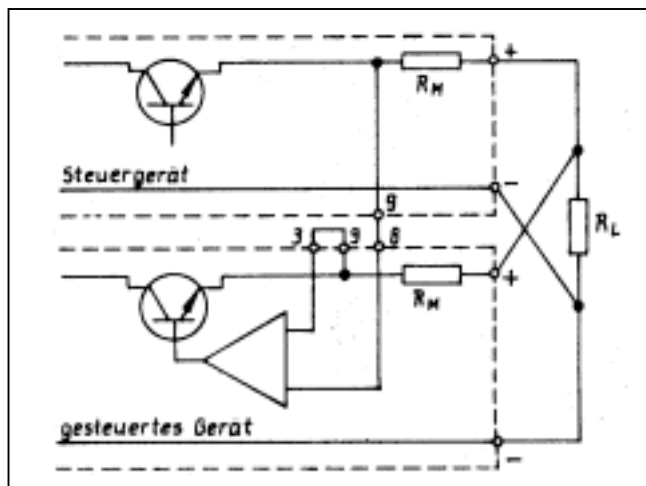 +
R_M
Steuergerät
-
9
3 9 8
+
R_M
R_L
gesteuertes Gerät
-